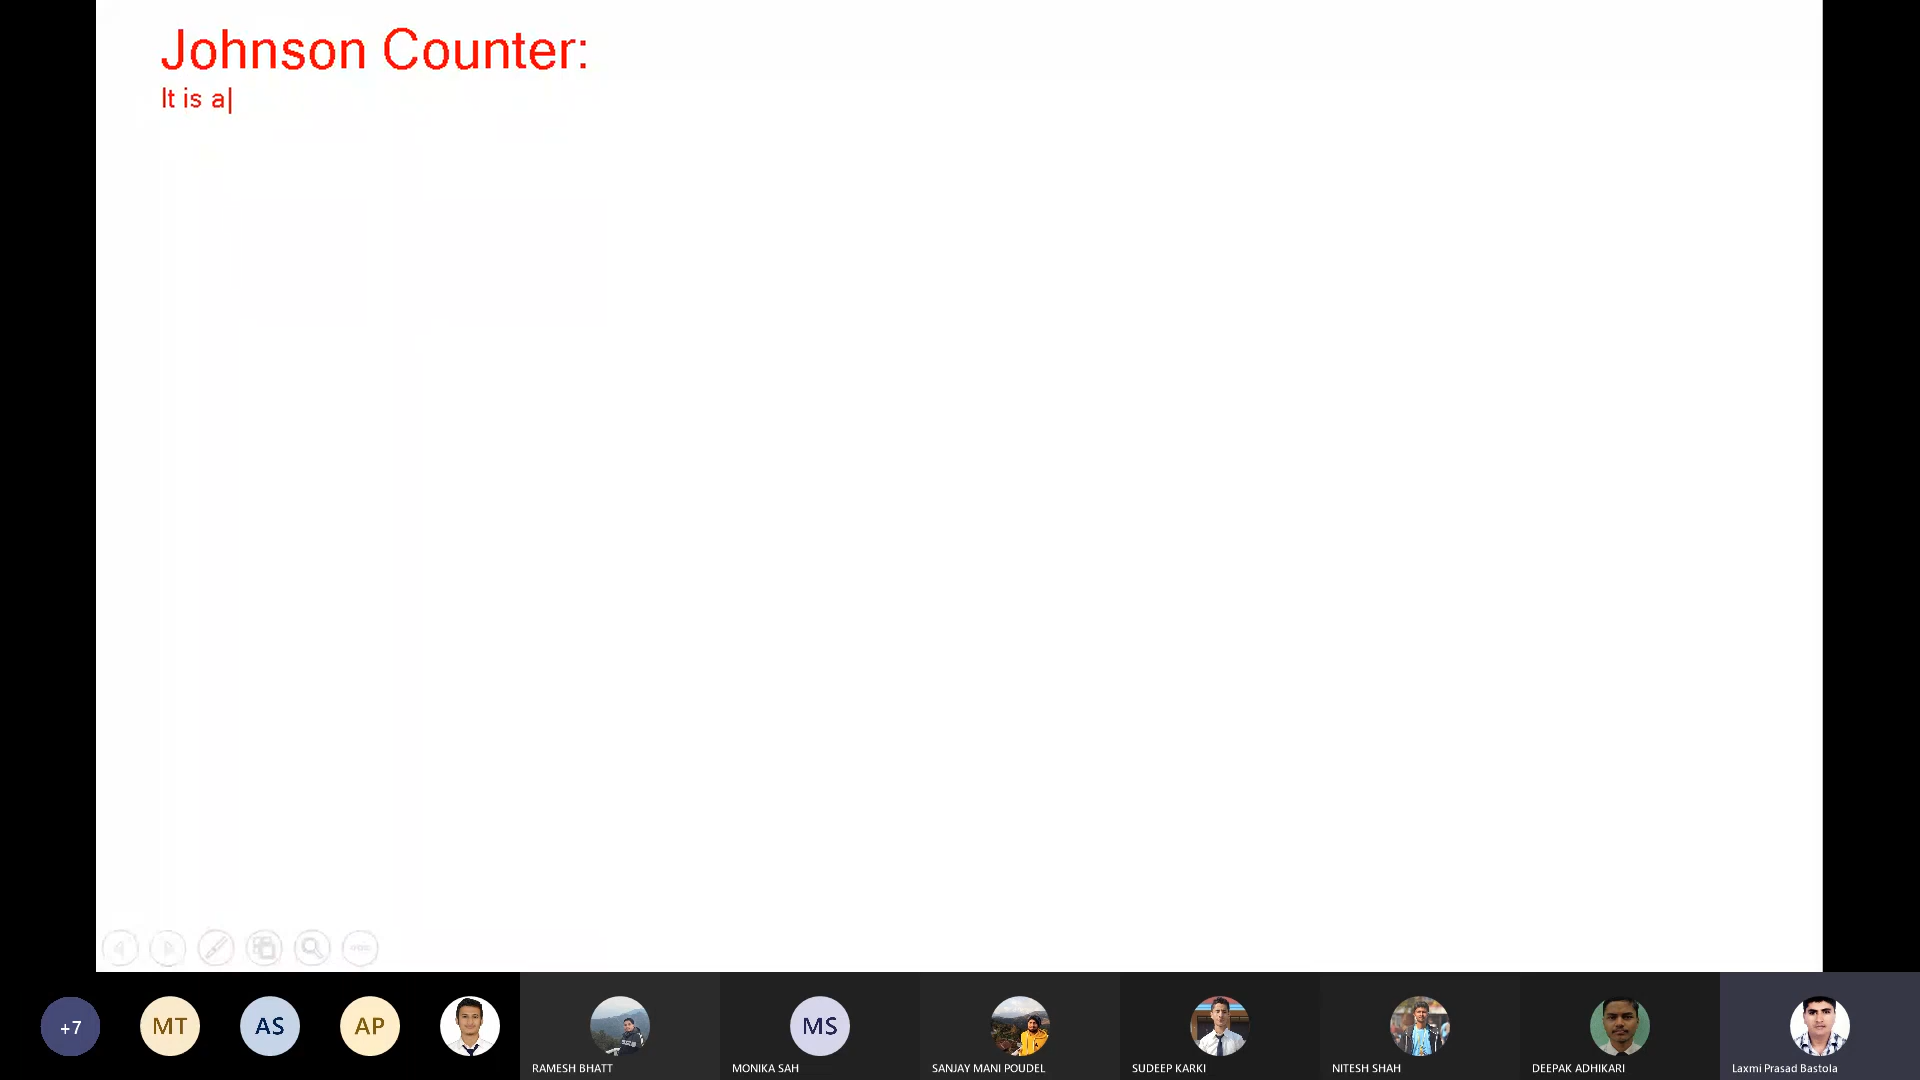 Johnson Counter:
It is a
+7
MT
AS
AP
MS
RAMESH BHATT
MONIKA SAH
SANJAY MANI POUDEL
SUDEEP KARKI
NITESH SHAH
DEEPAK ADHIKARI
Laxmi Prasad Bastola